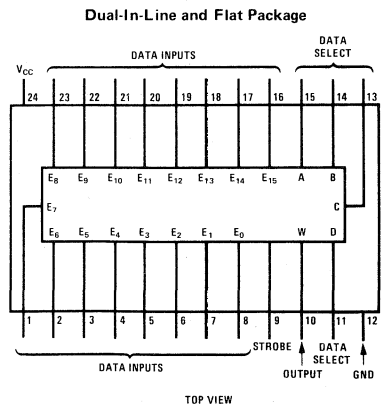 Dual-In-Line and Flat Package
DATA
SELECT
DATA INPUTS
VCC
24 23 22 21 20 19 18 17 16 15 14 13
E8 E9 E10 E11 E12 E13 E14 E15 A B
E7 C
E6 E5 E4 E3 E2 E1 E0 W D
1 2 3 4 5 6 7 8 9 10 11 12
STROBE DATA
SELECT
DATA INPUTS
OUTPUT GND
TOP VIEW